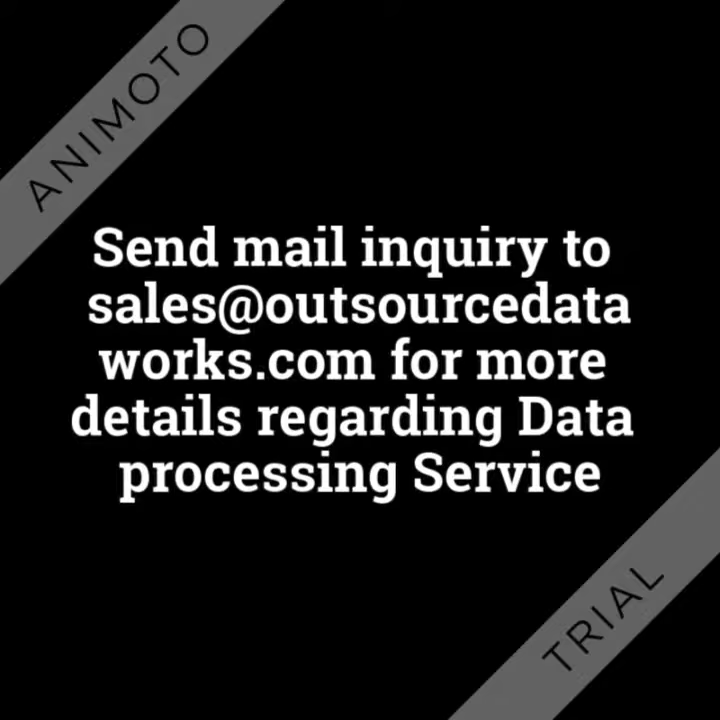 ANIMOTO
Send mail inquiry to
sales@outsourcedata
works.com for more
details regarding Data
processing Service
TRIAL